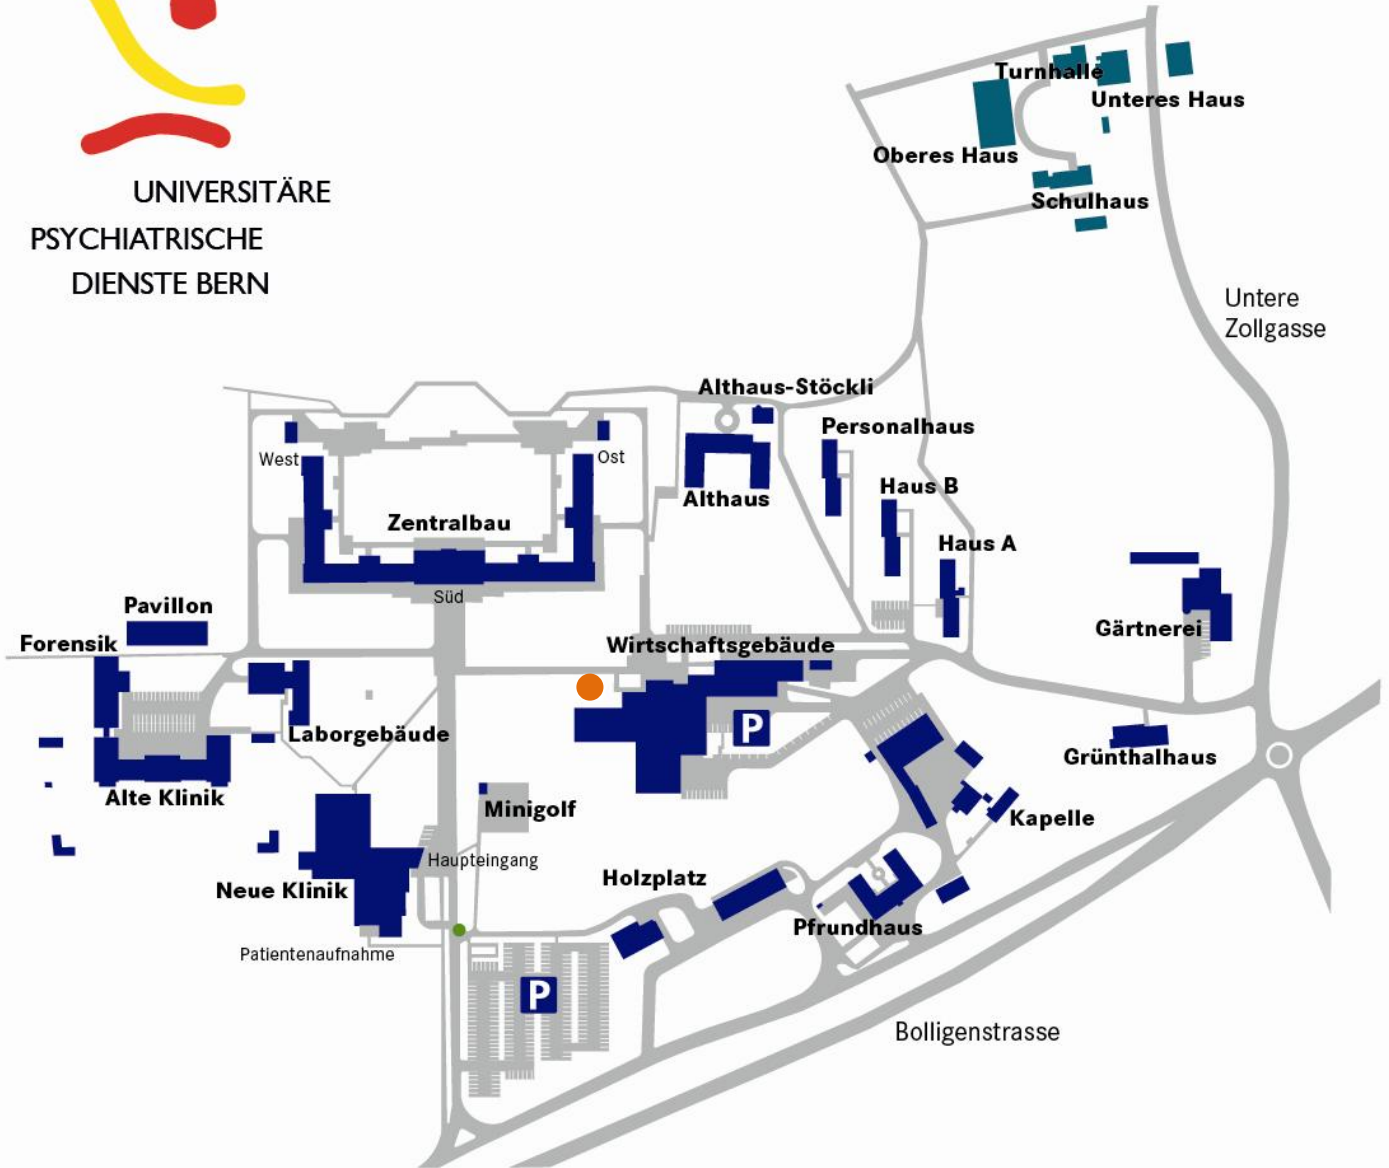 UNIVERSITÄRE
PSYCHIATRISCHE
DIENSTE BERN
Turnhalle
Unteres Haus
Oberes Haus
Schulhaus
Untere
Zollgasse
Althaus-Stöckli
Personalhaus
West
Ost
Althaus
Haus B
Zentralbau
Haus A
Süd
Pavillon
Forensik
Wirtschaftsgebäude
Gärtnerei
Laborgebäude
P
Grünthalhaus
Alte Klinik
Minigolf
Kapelle
Haupteingang
Neue Klinik
Holzplatz
Pfrundhaus
Patientenaufnahme
P
Bolligenstrasse